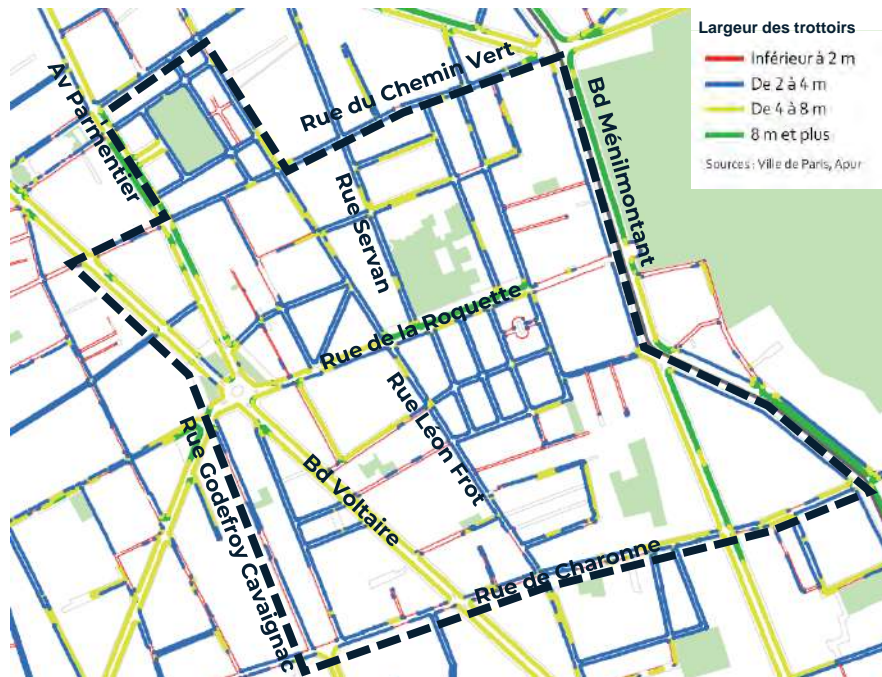 Largeur des trottoirs
Inférieur à 2 m
De 2 à 4 m
De 4 à 8 m
8 m et plus
Sources : Ville de Paris, Apur
Av Parmentier
Rue du Chemin Vert
Bd Ménilmontant
Rue Servan
Rue de la Roquette
Rue Léon Frot
Rue Godefroy Cavaignac
Bd Voltaire
Rue de Charonne